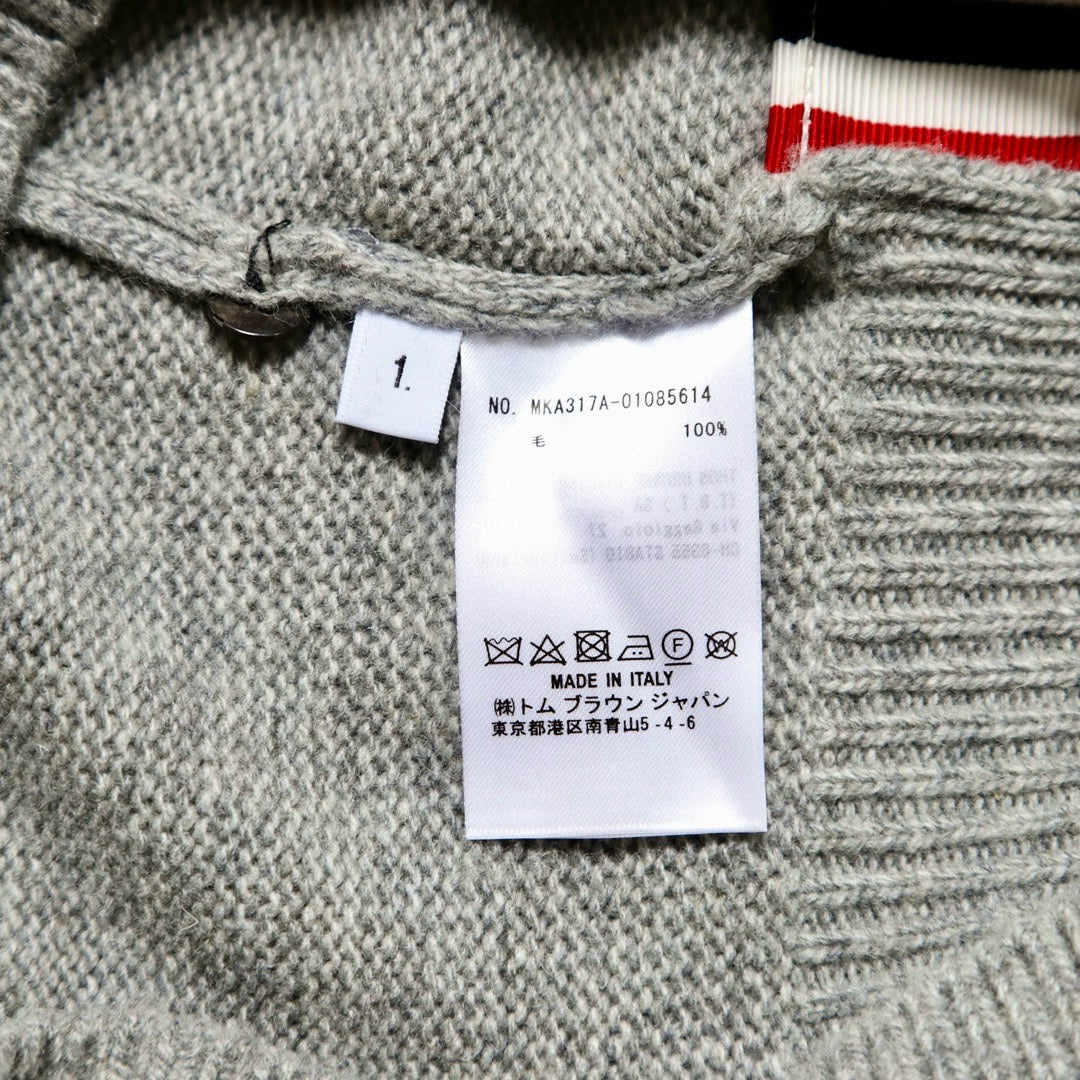 1.
NO. MKA317A-01085614
毛 100%
F
W
MADE IN ITALY
㈱トム ブラウン ジャパン
東京都港区南青山5-4-6